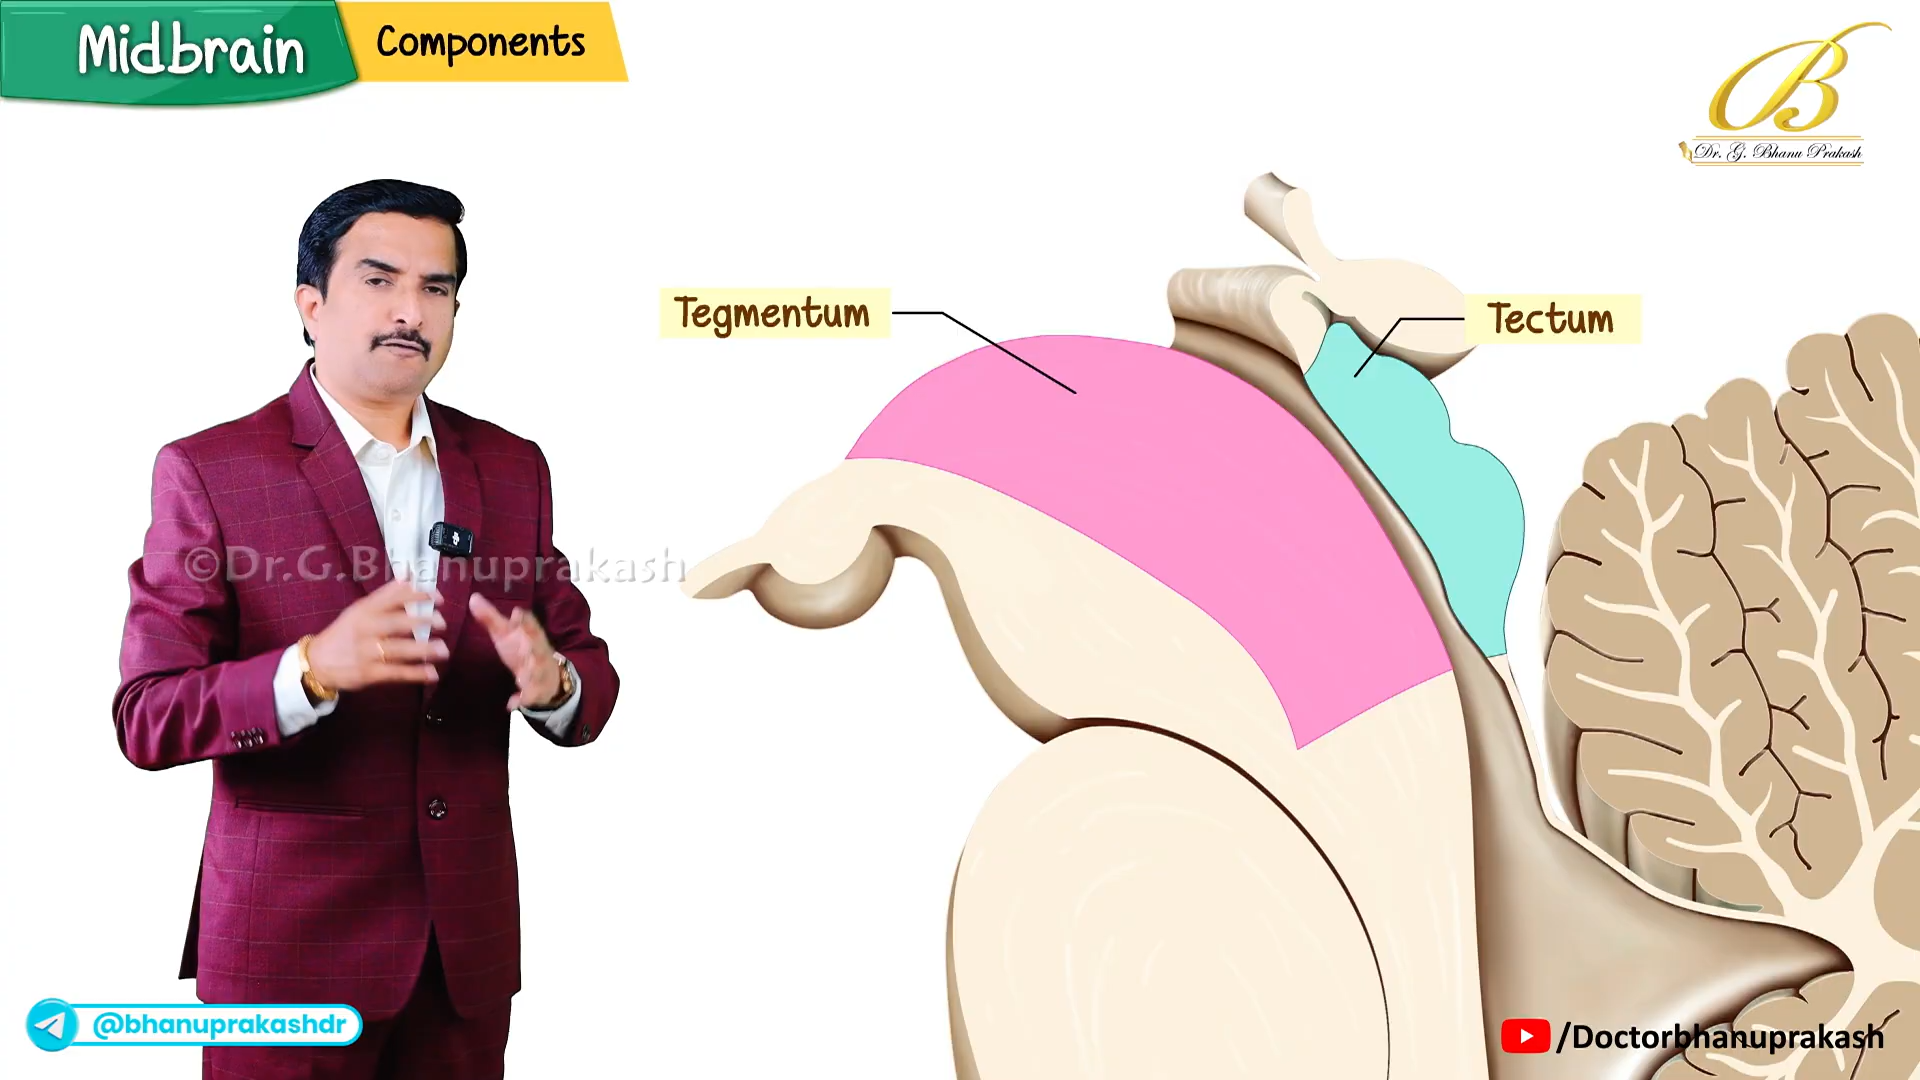 Midbrain
Components
Dr. G. Bhanu Prakash
Tegmentum
Tectum
©Dr.G.Bhanuprakash
@bhanuprakashdr
/Doctorbhanuprakash